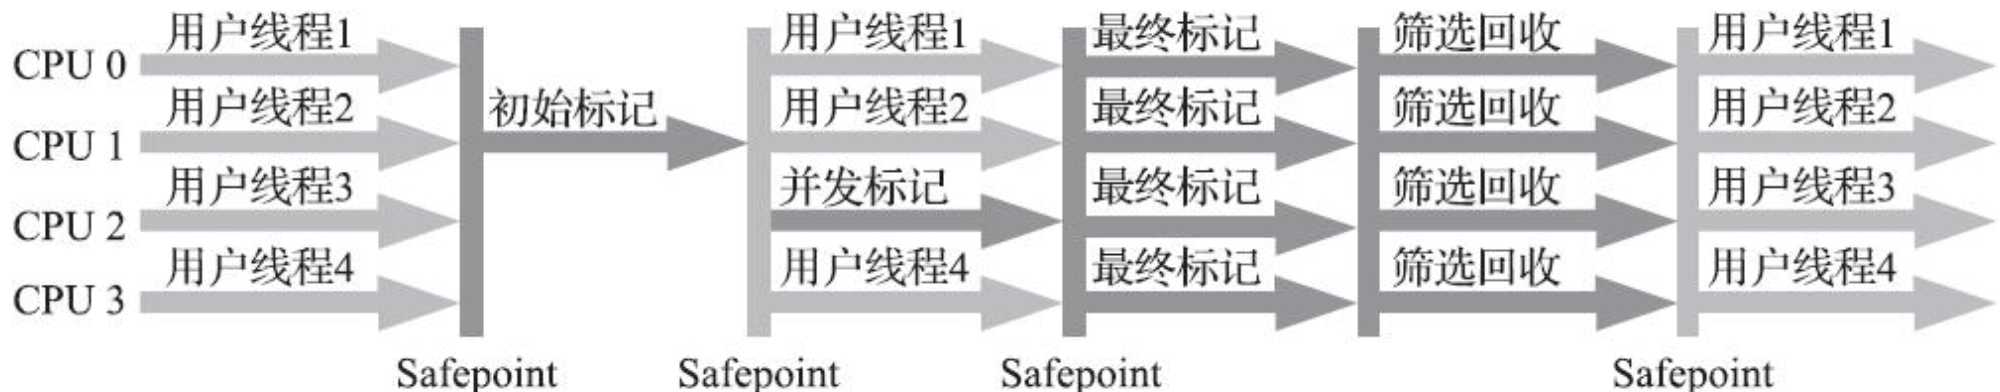 用户线程1 用户线程1 最终标记 筛选回收 用户线程1
CPU 0
用户线程2 初始标记 用户线程2 最终标记 筛选回收 用户线程2
CPU 1
用户线程3 并发标记 最终标记 筛选回收 用户线程3
CPU 2
用户线程4 用户线程4 最终标记 筛选回收 用户线程4
CPU 3
Safepoint Safepoint Safepoint Safepoint